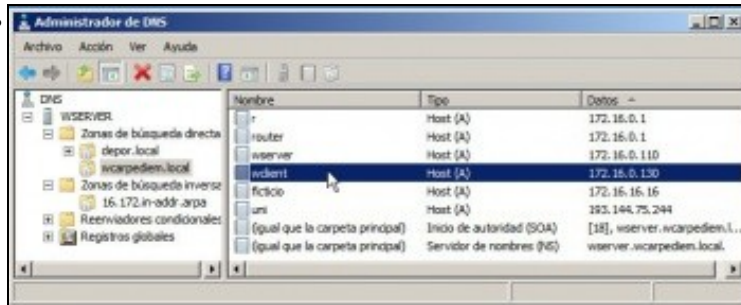 Administrador de DNS
Archivo Acción Ver Ayuda
DNS
WSERVER
Zonas de búsqueda directa
depor.local
wcarpediem.local
Zonas de búsqueda inversa
16.172.in-addr.arpa
Reenviadores condicionales
Registros globales
Nombre Tipo Datos
r Host (A) 172.16.0.1
router Host (A) 172.16.0.1
wserver Host (A) 172.16.0.110
wclient Host (A) 172.16.0.130
ficticio Host (A) 172.16.16.16
uni Host (A) 193.144.75.244
(igual que la carpeta principal) Inicio de autoridad (SOA) [18], wserver.wcarpediem.l...
(igual que la carpeta principal) Servidor de nombres (NS) wserver.wcarpediem.local.